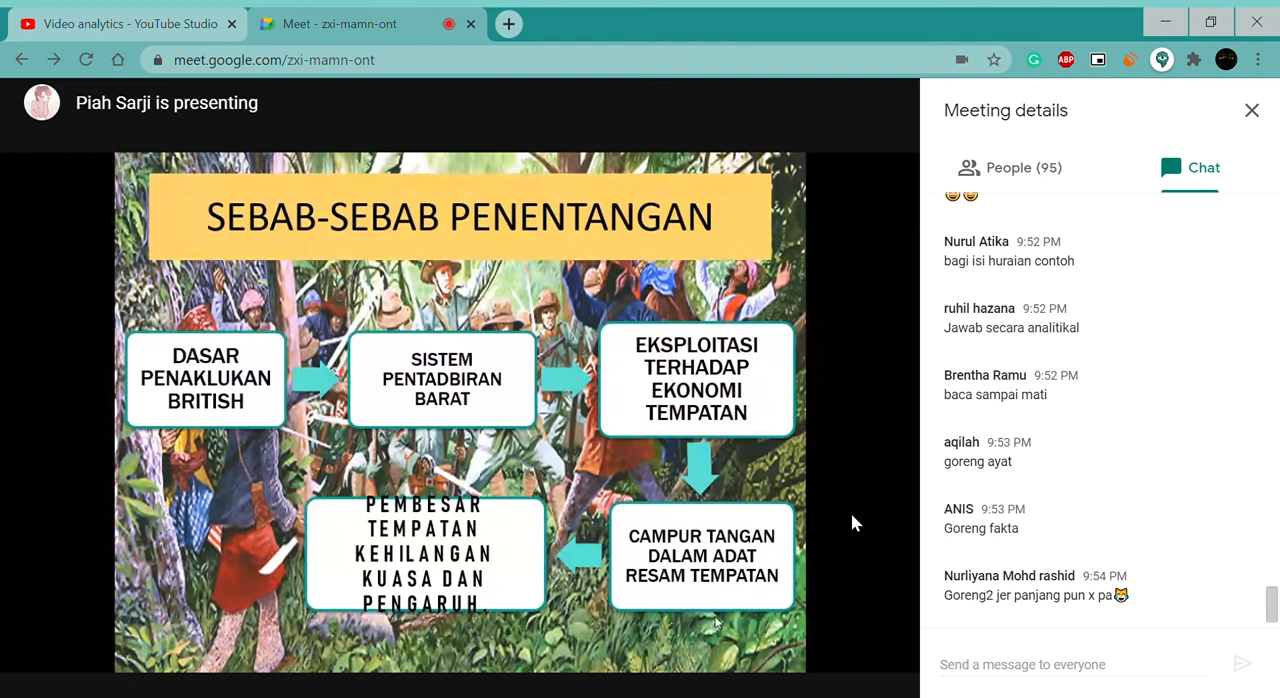 Video analytics - YouTube Studio
Meet - zxi-mamn-ont
meet.google.com/zxi-mamn-ont
ABP
Piah Sarji is presenting
SEBAB-SEBAB PENENTANGAN
DASAR
PENAKLUKAN
BRITISH
SISTEM
PENTADBIRAN
BARAT
EKSPLOITASI
TERHADAP
EKONOMI
TEMPATAN
CAMPUR TANGAN
DALAM ADAT
RESAM TEMPATAN
PEMBESAR
TEMPATAN
KEHILANGAN
KUASA DAN
PENGARUH.
Meeting details
People (95)
Chat
Nurul Atika 9:52 PM
bagi isi huraian contoh
ruhil hazana 9:52 PM
Jawab secara analitikal
Brentha Ramu 9:52 PM
baca sampai mati
aqilah 9:53 PM
goreng ayat
ANIS 9:53 PM
Goreng fakta
Nurliyana Mohd rashid 9:54 PM
Goreng2 jer panjang pun x pa😹
Send a message to everyone